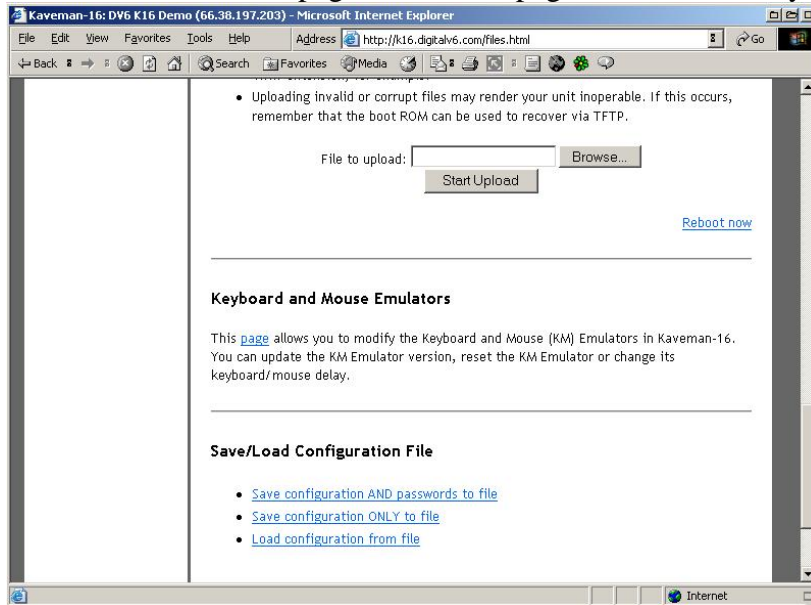 Kaveman-16: DV6 K16 Demo (66.38.197.203) - Microsoft Internet Explorer
File Edit View Favorites Tools Help Address http://k16.digitalv6.com/files.html Go
Back Search Favorites Media
Uploading invalid or corrupt files may render your unit inoperable. If this occurs,
remember that the boot ROM can be used to recover via TFTP.
File to upload: Browse...
Start Upload
Reboot now
Keyboard and Mouse Emulators
This page allows you to modify the Keyboard and Mouse (KM) Emulators in Kaveman-16.
You can update the KM Emulator version, reset the KM Emulator or change its
keyboard/mouse delay.
Save/Load Configuration File
Save configuration AND passwords to file
Save configuration ONLY to file
Load configuration from file
Internet